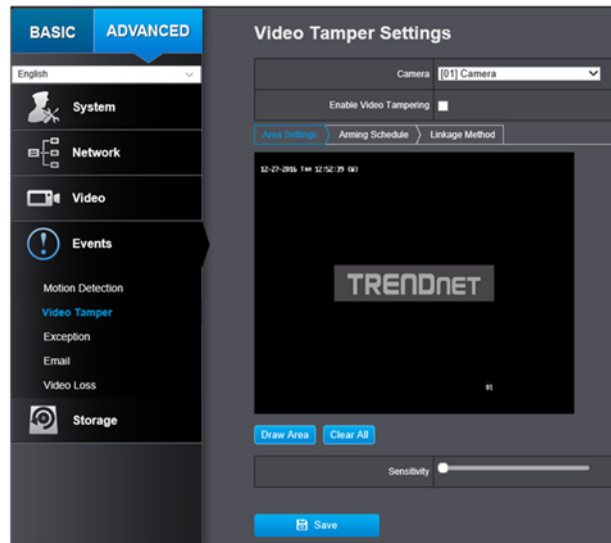 BASIC ADVANCED
English
System
Network
Video
Events
Motion Detection
Video Tamper
Exception
Email
Video Loss
Storage
Video Tamper Settings
Camera [01] Camera
Enable Video Tampering
Area Settings Arming Schedule Linkage Method
12-27-2016 Tue 12:52:39
TRENDNET
01
Draw Area Clear All
Sensitivity
Save